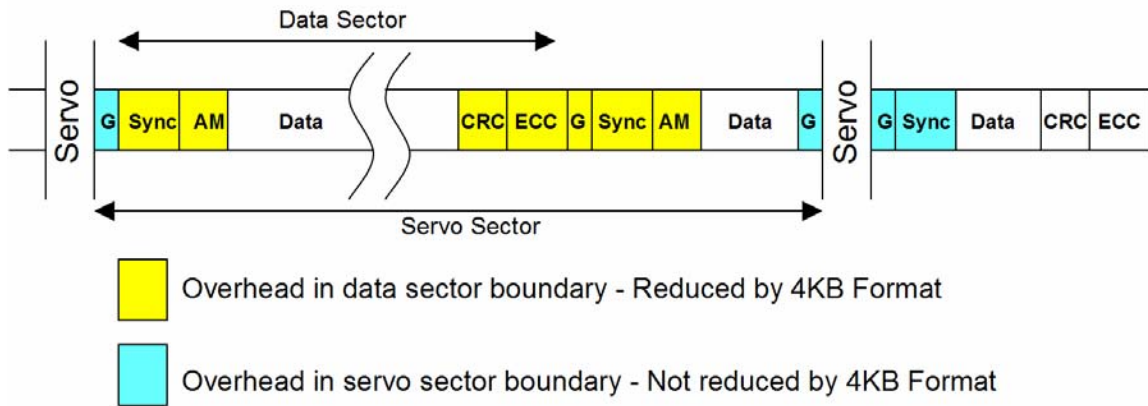 Data Sector
Servo G Sync AM Data CRC ECC G Sync AM Data G Servo G Sync Data CRC ECC
Servo Sector
Overhead in data sector boundary - Reduced by 4KB Format
Overhead in servo sector boundary - Not reduced by 4KB Format